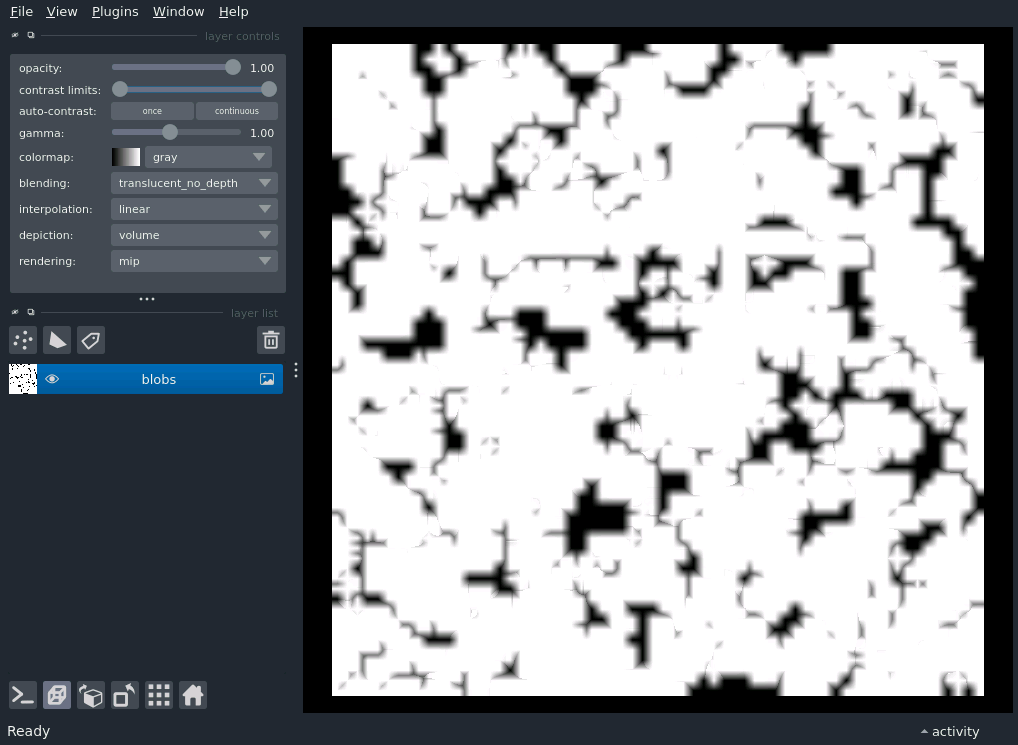 File View Plugins Window Help
layer controls
opacity: 1.00
contrast limits:
auto-contrast: once continuous
gamma: 1.00
colormap: gray
blending: translucent_no_depth
interpolation: linear
depiction: volume
rendering: mip
layer list
blobs
Ready activity